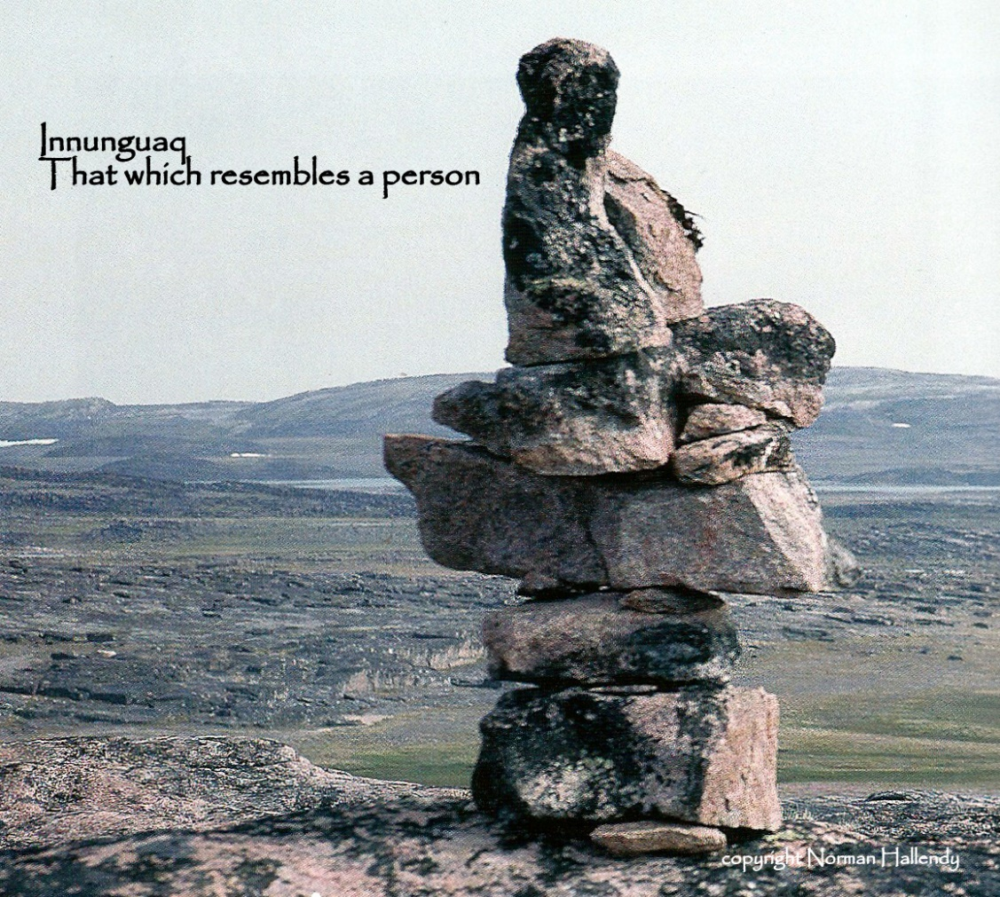 Innunguaq
That which resembles a person
copyright Norman Hallendy